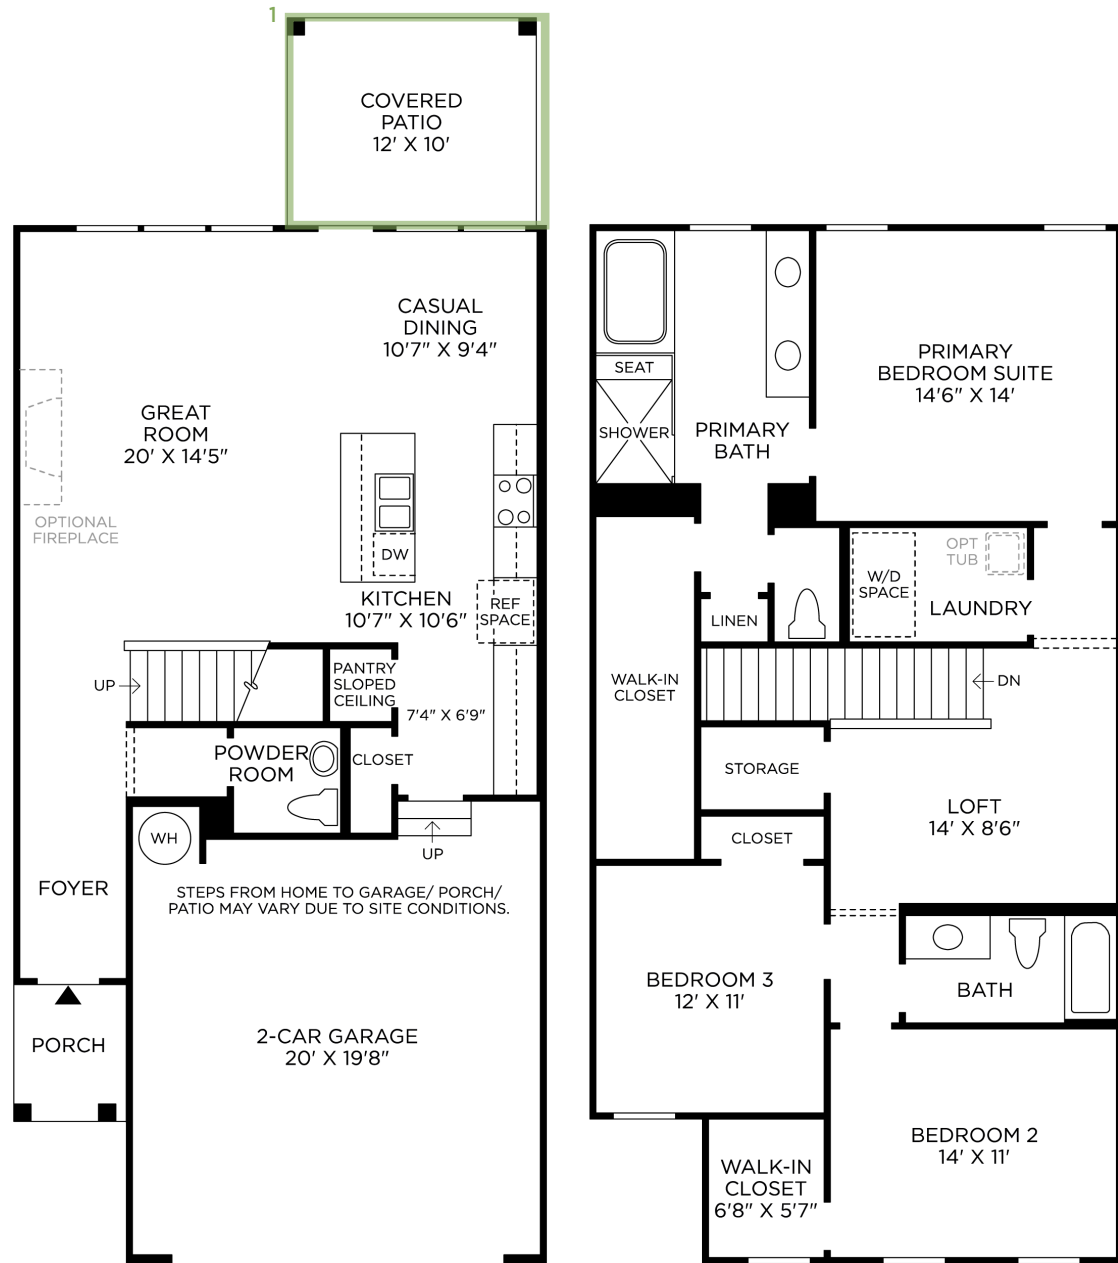 1
COVERED
PATIO
12' X 10'
CASUAL
DINING
10'7" X 9'4"
GREAT
ROOM
20' X 14'5"
OPTIONAL
FIREPLACE
DW
KITCHEN
10'7" X 10'6"
REF
SPACE
UP
PANTRY
SLOPED
CEILING
7'4" X 6'9"
POWDER
ROOM
CLOSET
WH
UP
FOYER
STEPS FROM HOME TO GARAGE/ PORCH/
PATIO MAY VARY DUE TO SITE CONDITIONS.
PORCH
2-CAR GARAGE
20' X 19'8"
SEAT
SHOWER
PRIMARY
BATH
PRIMARY
BEDROOM SUITE
14'6" X 14'
OPT
TUB
W/D
SPACE
LAUNDRY
LINEN
WALK-IN
CLOSET
DN
STORAGE
LOFT
14' X 8'6"
CLOSET
BEDROOM 3
12' X 11'
BATH
BEDROOM 2
14' X 11'
WALK-IN
CLOSET
6'8" X 5'7"